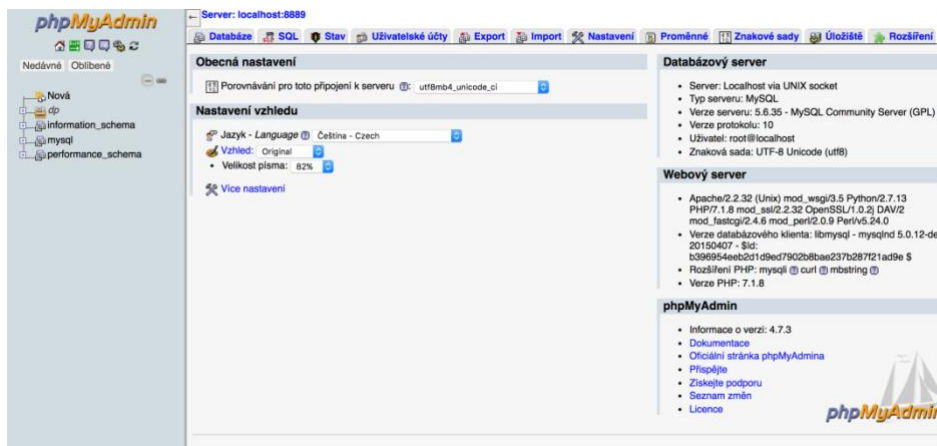 phpMyAdmin
Nedávné Oblíbené
Nová
dp
information_schema
mysql
performance_schema
Server: localhost:8889
Databáze SQL Stav Uživatelské účty Export Import Nastavení Proměnné Znakové sady Úložiště Rozšíření
Obecná nastavení
Porovnávání pro toto připojení k serveru: utf8mb4_unicode_ci
Nastavení vzhledu
Jazyk - Language Čeština - Czech
Vzhled: Original
• Velikost písma: 82%
Více nastavení
Databázový server
• Server: Localhost via UNIX socket
• Typ serveru: MySQL
• Verze serveru: 5.6.35 - MySQL Community Server (GPL)
• Verze protokolu: 10
• Uživatel: root@localhost
• Znaková sada: UTF-8 Unicode (utf8)
Webový server
• Apache/2.2.32 (Unix) mod_wsgi/3.5 Python/2.7.13
PHP/7.1.8 mod_ssl/2.2.32 OpenSSL/1.0.2j DAV/2
mod_fastcgi/2.4.6 mod_perl/2.0.9 Perl/v5.24.0
• Verze databázového klienta: libmysql - mysqlnd 5.0.12-de
20150407 - $Id:
b396954eeb2d1d9ed7902b8bae237b287f21ad9e $
• Rozšíření PHP: mysqli curl mbstring
• Verze PHP: 7.1.8
phpMyAdmin
• Informace o verzi: 4.7.3
• Dokumentace
• Oficiální stránka phpMyAdmina
• Přispějte
• Získejte podporu
• Seznam změn
• Licence
phpMyAdmin